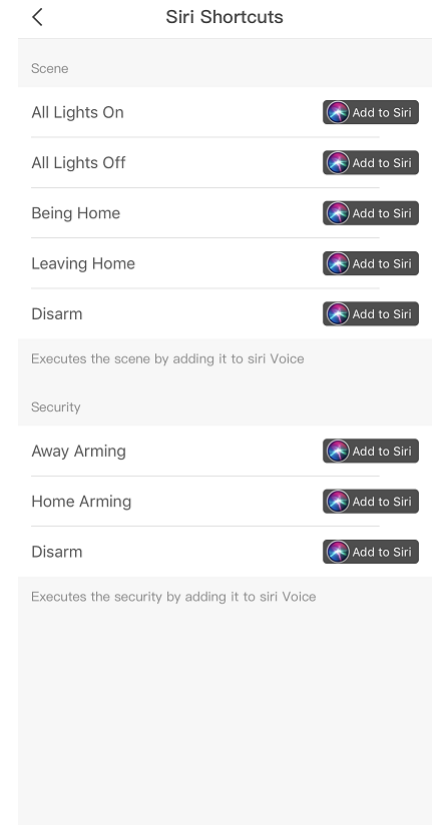 Siri Shortcuts
Scene
All Lights On Add to Siri
All Lights Off Add to Siri
Being Home Add to Siri
Leaving Home Add to Siri
Disarm Add to Siri
Executes the scene by adding it to siri Voice
Security
Away Arming Add to Siri
Home Arming Add to Siri
Disarm Add to Siri
Executes the security by adding it to siri Voice